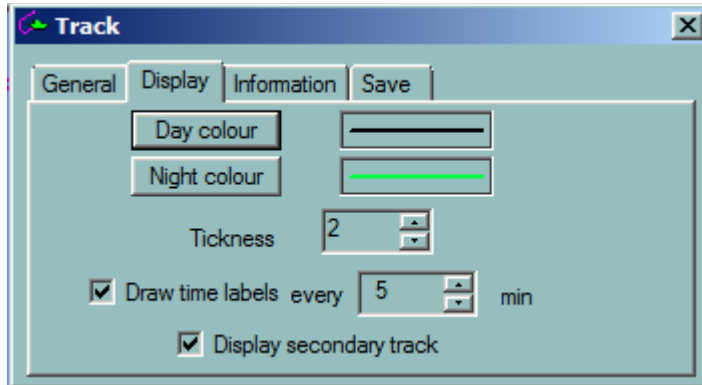 Track
General Display Information Save
Day colour
Night colour
Tickness 2
Draw time labels every 5 min
Display secondary track